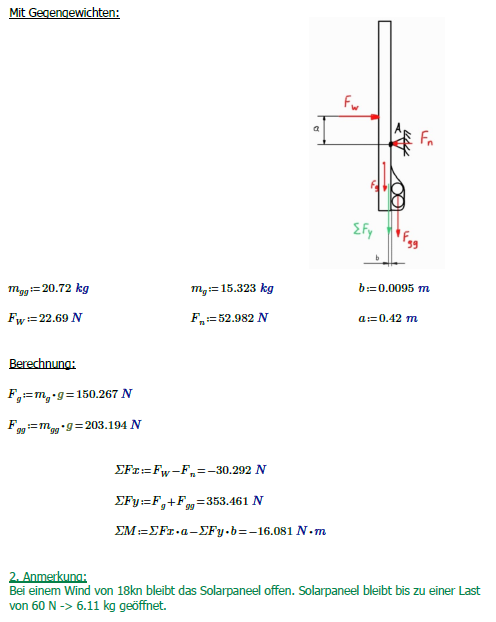 Mit Gegengewichten:
F_w
a
A
F_n
F_g
ΣF_y
F_gg
b
m_gg:=20.72 kg m_g:=15.323 kg b:=0.0095 m
F_W:=22.69 N F_n:=52.982 N a:=0.42 m
Berechnung:
F_g:=m_g·g=150.267 N
F_gg:=m_gg·g=203.194 N
ΣFx:=F_W−F_n=−30.292 N
ΣFy:=F_g+F_gg=353.461 N
ΣM:=ΣFx·a−ΣFy·b=−16.081 N·m
2. Anmerkung:
Bei einem Wind von 18kn bleibt das Solarpaneel offen. Solarpaneel bleibt bis zu einer Last
von 60 N -> 6.11 kg geöffnet.